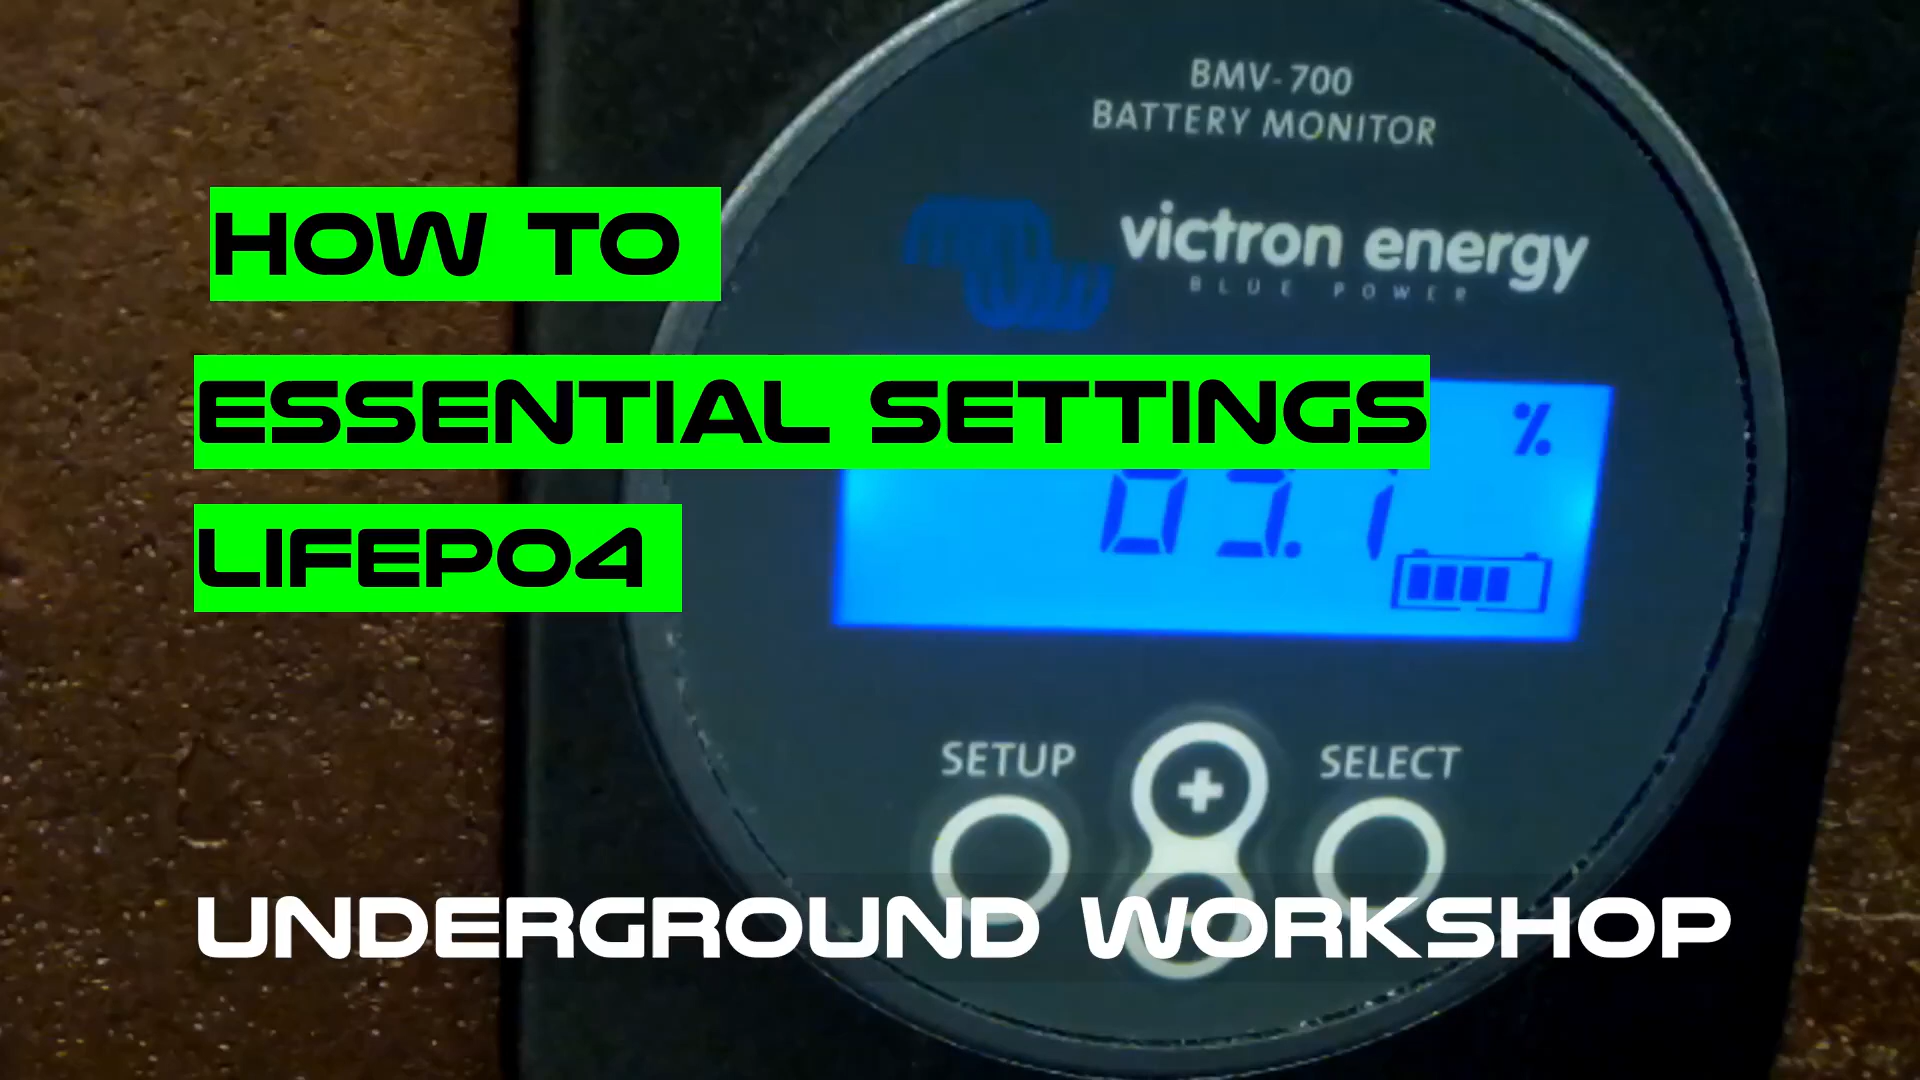 BMV-700
BATTERY MONITOR
HOW TO
victron energy
BLUE POWER
ESSENTIAL SETTINGS
%
LIFEPO4
SETUP
SELECT
+
UNDERGROUND WORKSHOP